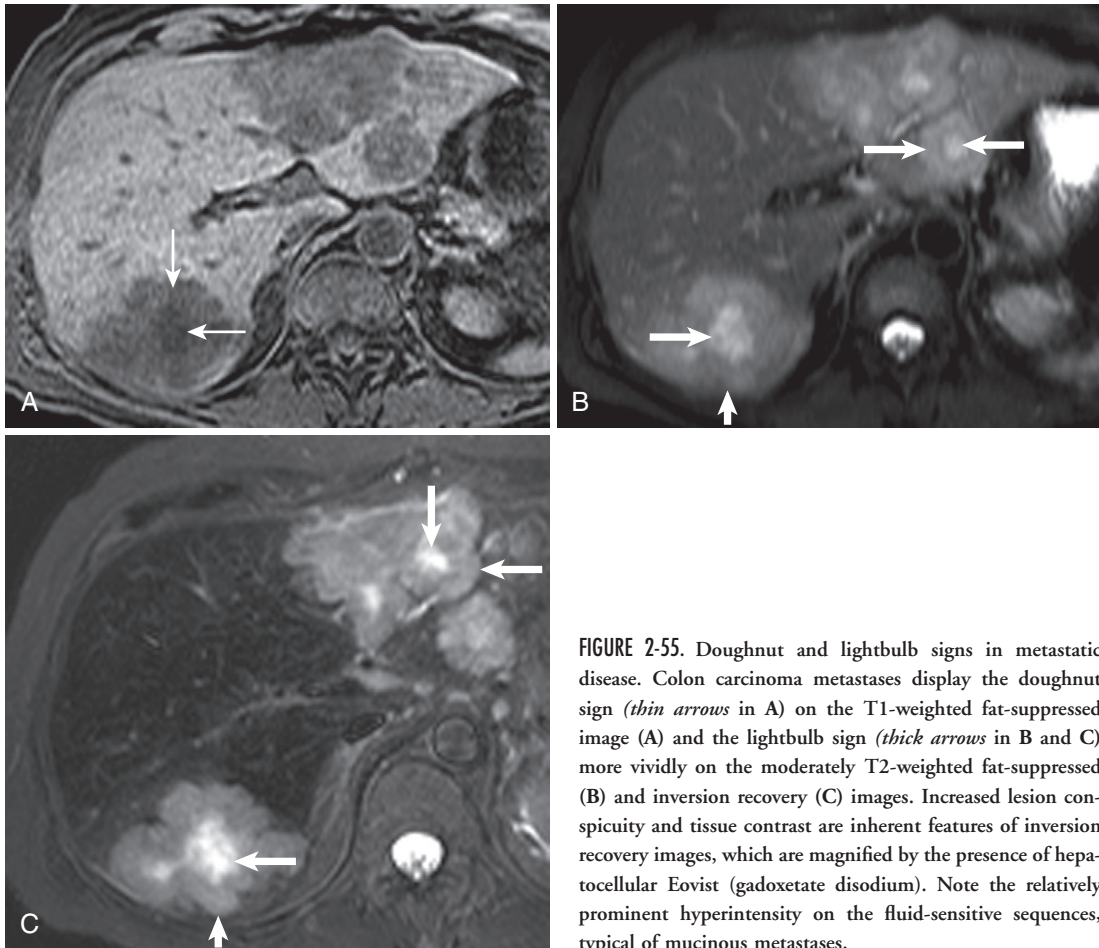 A
B
C
FIGURE 2-55. Doughnut and lightbulb signs in metastatic
disease. Colon carcinoma metastases display the doughnut
sign (thin arrows in A) on the T1-weighted fat-suppressed
image (A) and the lightbulb sign (thick arrows in B and C)
more vividly on the moderately T2-weighted fat-suppressed
(B) and inversion recovery (C) images. Increased lesion con-
spicuity and tissue contrast are inherent features of inversion
recovery images, which are magnified by the presence of hepa-
tocellular Eovist (gadoxetate disodium). Note the relatively
prominent hyperintensity on the fluid-sensitive sequences,
typical of mucinous metastases.